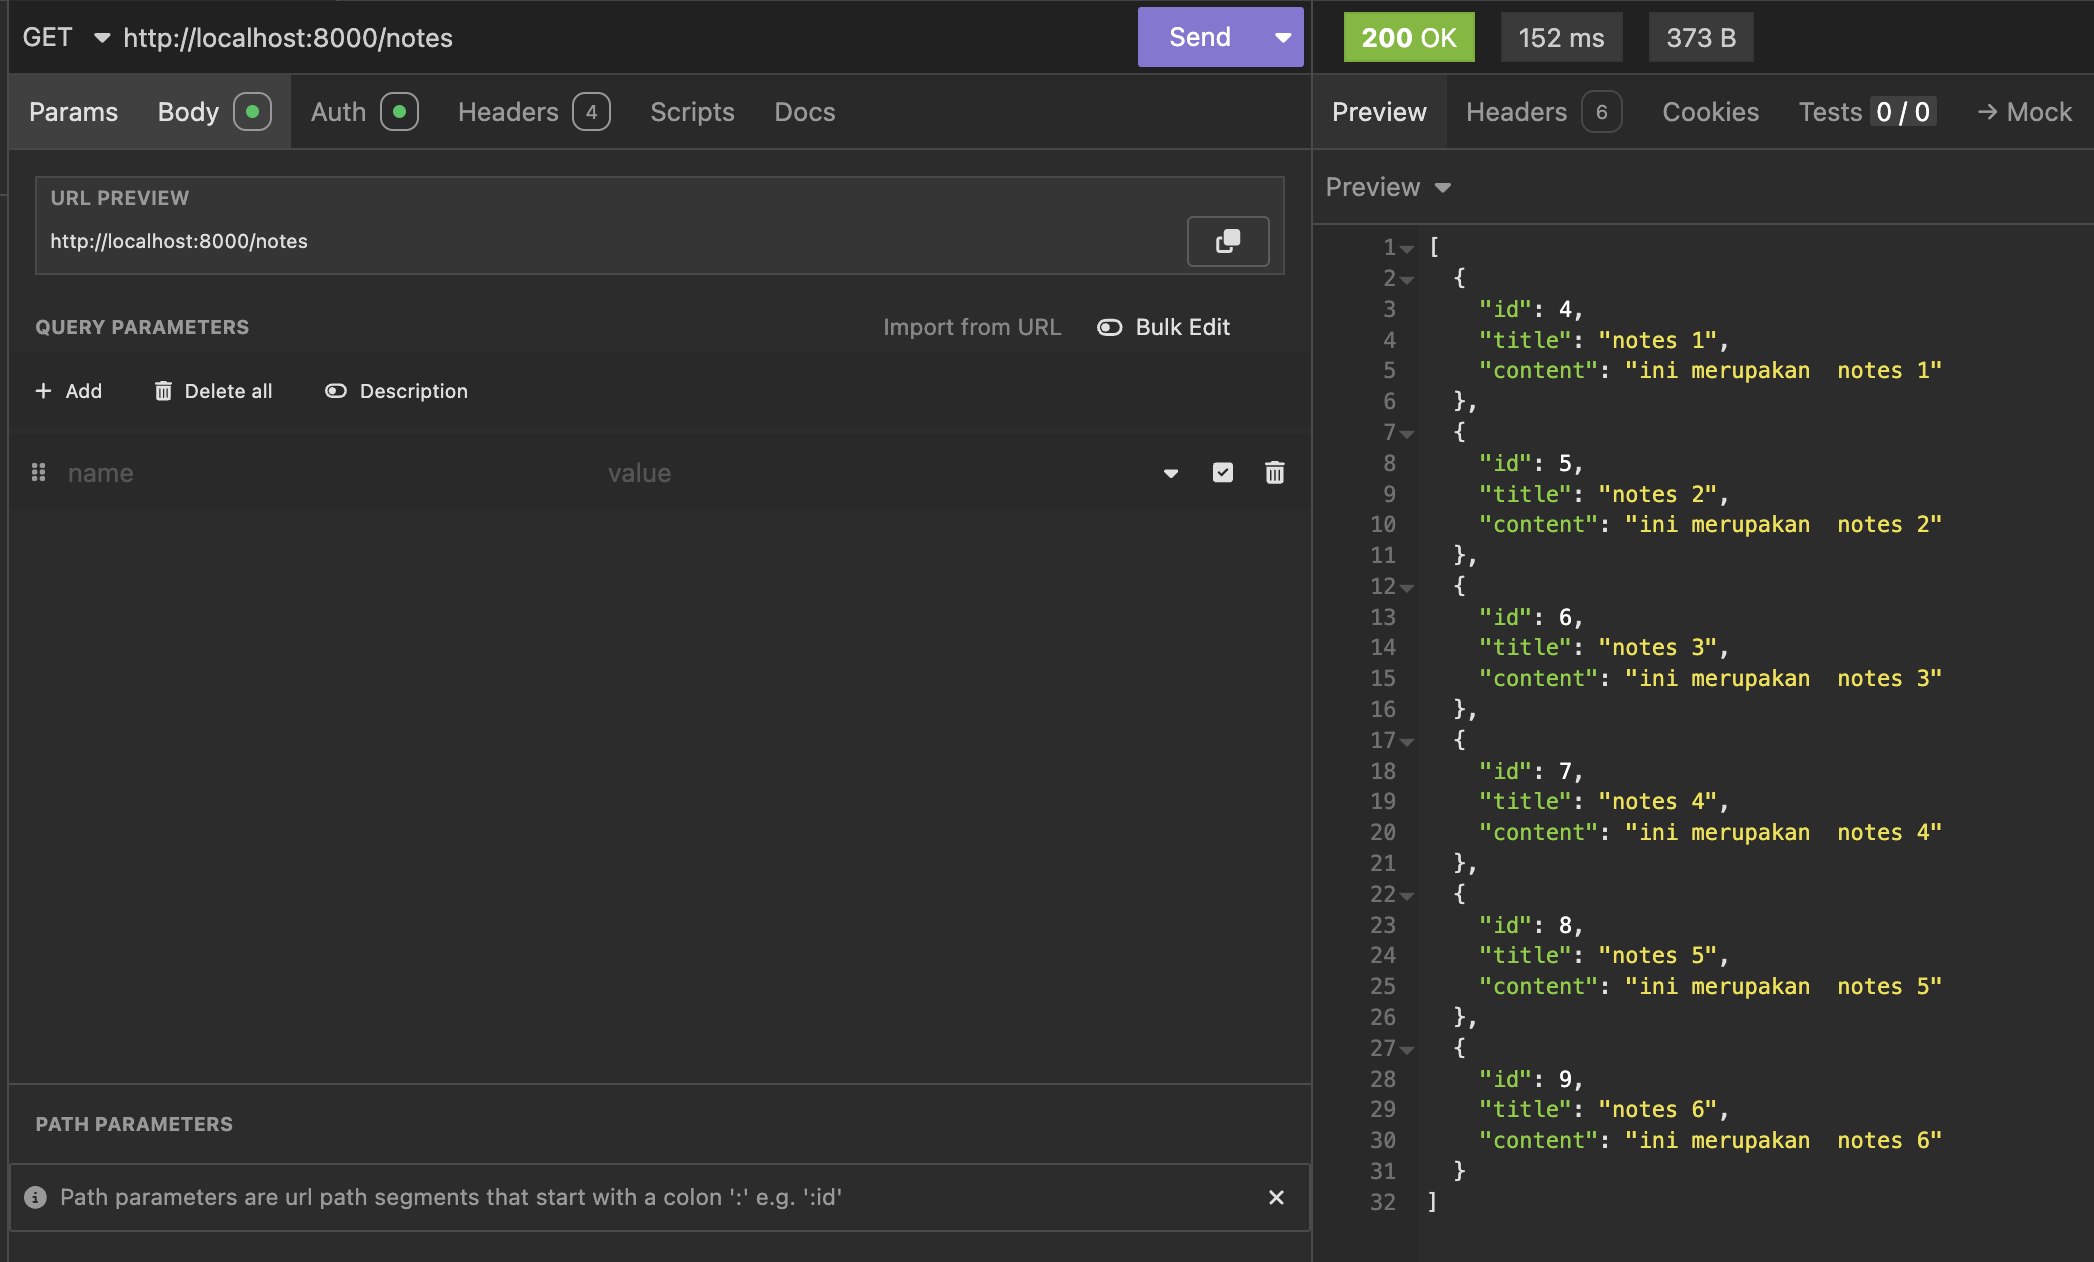 GET http://localhost:8000/notes Send
Params Body Auth Headers 4 Scripts Docs
URL PREVIEW
http://localhost:8000/notes
QUERY PARAMETERS Import from URL Bulk Edit
+ Add Delete all Description
name value
PATH PARAMETERS
Path parameters are url path segments that start with a colon ':' e.g. ':id'
200 OK 152 ms 373 B
Preview Headers 6 Cookies Tests 0 / 0 → Mock
Preview
1 [
2 {
3 "id": 4,
4 "title": "notes 1",
5 "content": "ini merupakan  notes 1"
6 },
7 {
8 "id": 5,
9 "title": "notes 2",
10 "content": "ini merupakan  notes 2"
11 },
12 {
13 "id": 6,
14 "title": "notes 3",
15 "content": "ini merupakan  notes 3"
16 },
17 {
18 "id": 7,
19 "title": "notes 4",
20 "content": "ini merupakan  notes 4"
21 },
22 {
23 "id": 8,
24 "title": "notes 5",
25 "content": "ini merupakan  notes 5"
26 },
27 {
28 "id": 9,
29 "title": "notes 6",
30 "content": "ini merupakan  notes 6"
31 }
32 ]